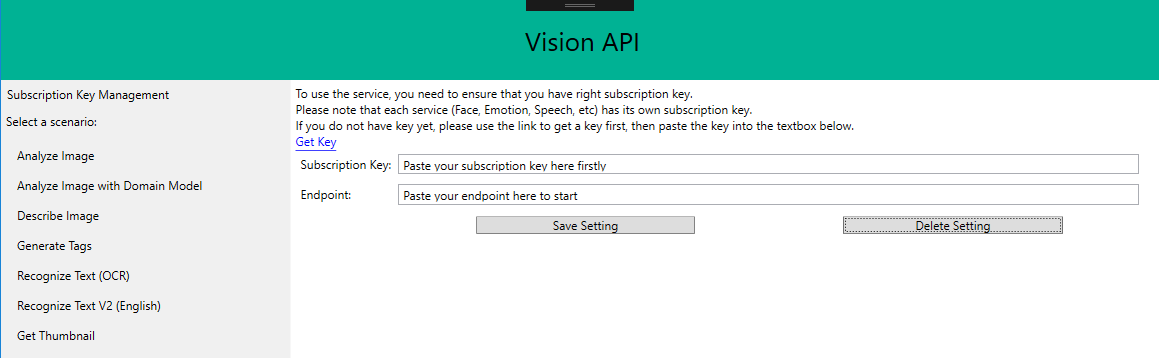 Vision API
Subscription Key Management
Select a scenario:
Analyze Image
Analyze Image with Domain Model
Describe Image
Generate Tags
Recognize Text (OCR)
Recognize Text V2 (English)
Get Thumbnail
To use the service, you need to ensure that you have right subscription key.
Please note that each service (Face, Emotion, Speech, etc) has its own subscription key.
If you do not have key yet, please use the link to get a key first, then paste the key into the textbox below.
Get Key
Subscription Key: Paste your subscription key here firstly
Endpoint: Paste your endpoint here to start
Save Setting Delete Setting